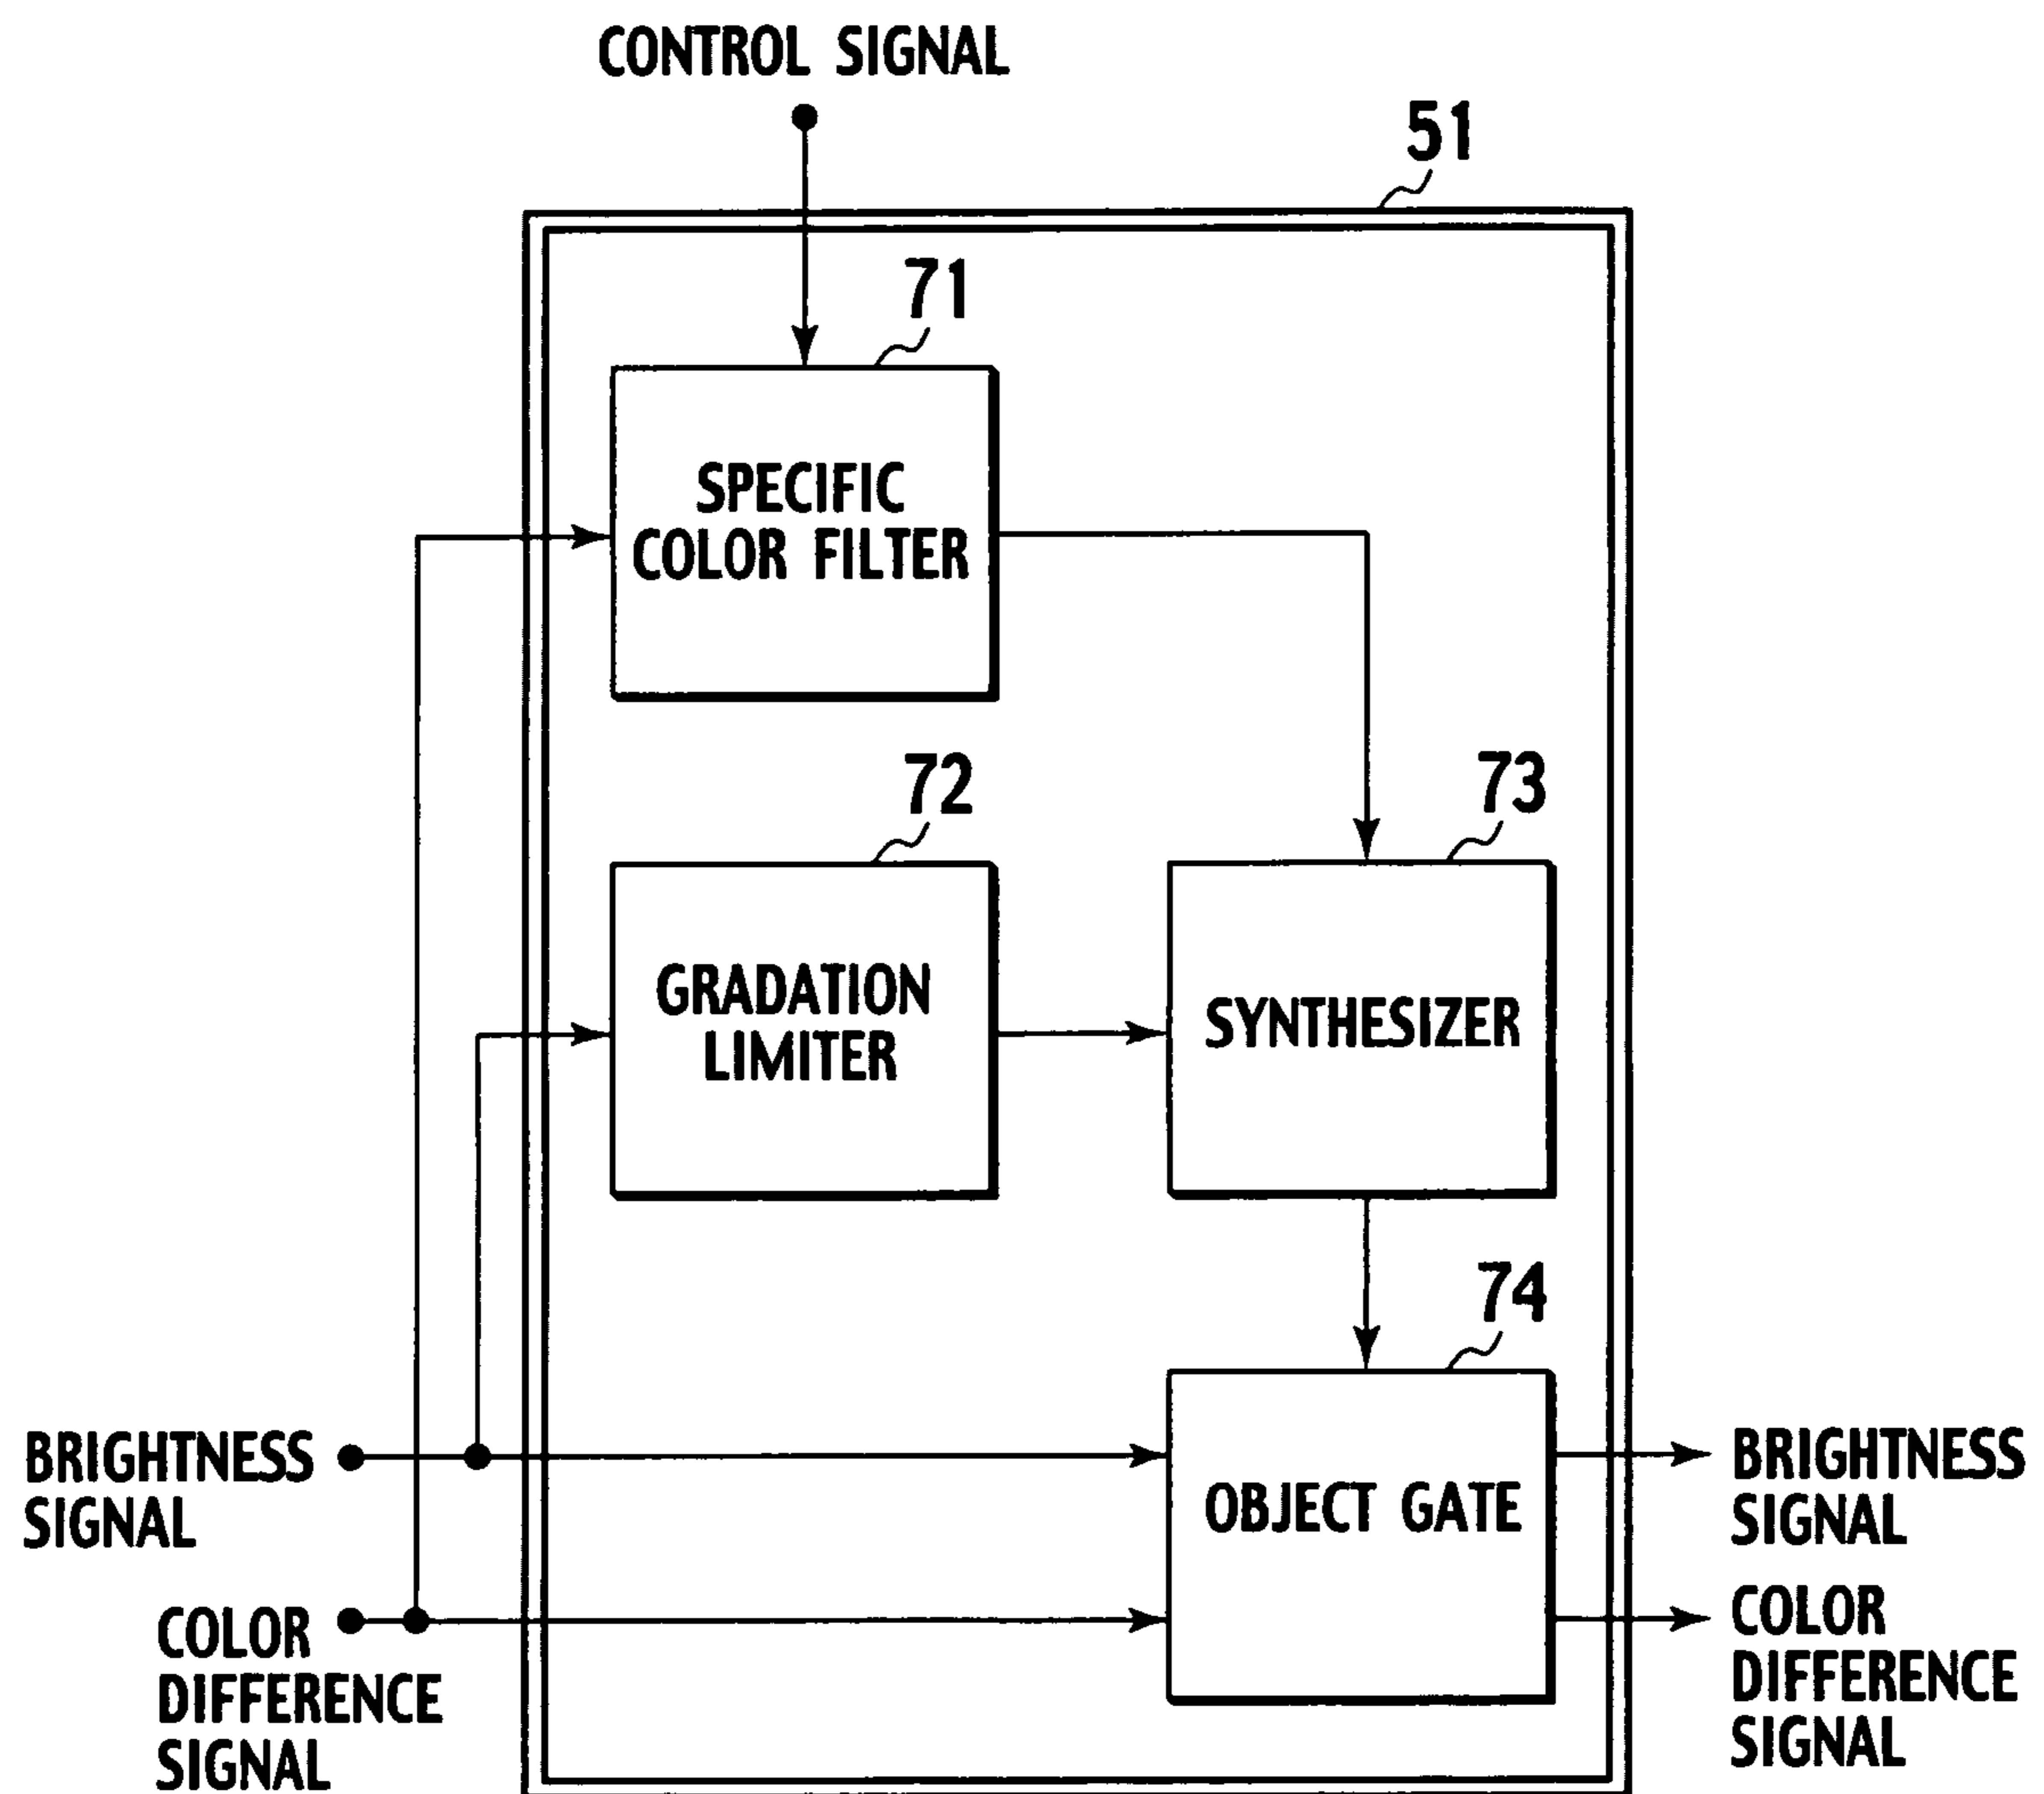 CONTROL SIGNAL
51
71
SPECIFIC
COLOR FILTER
72
73
GRADATION
LIMITER
SYNTHESIZER
74
BRIGHTNESS
SIGNAL
OBJECT GATE
BRIGHTNESS
SIGNAL
COLOR
DIFFERENCE
SIGNAL
COLOR
DIFFERENCE
SIGNAL